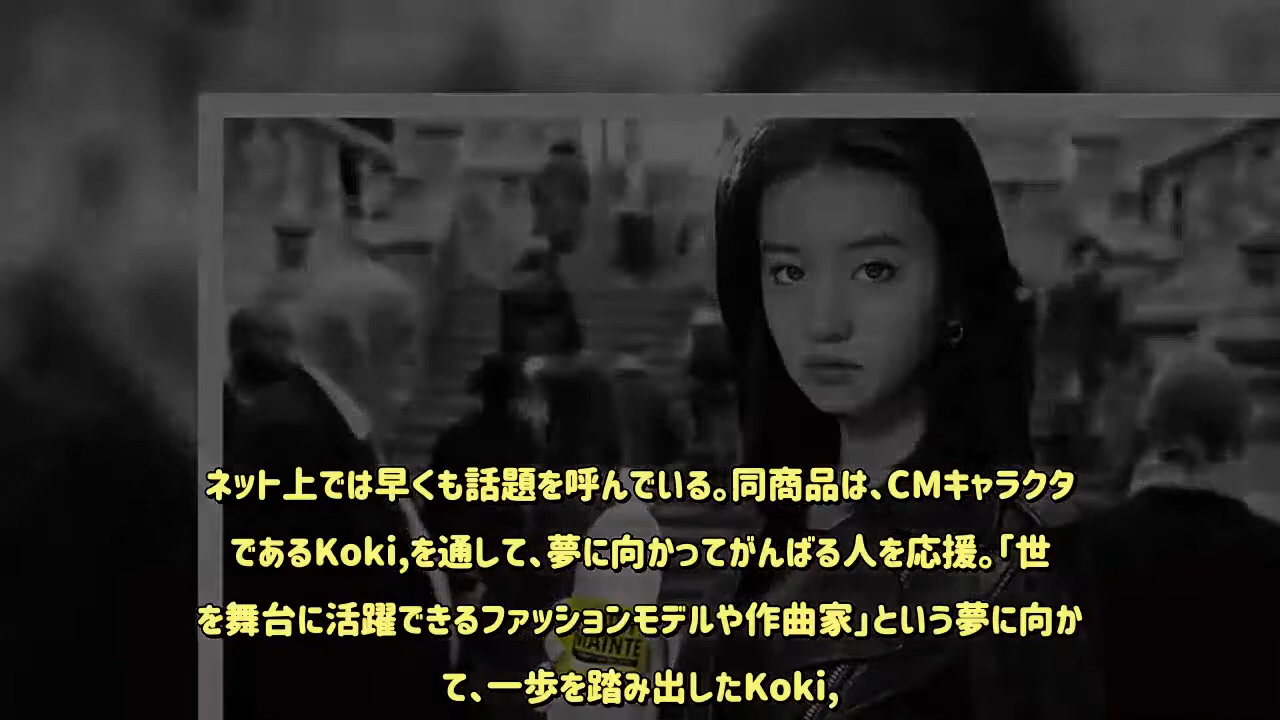 ネット上では早くも話題を呼んでいる。同商品は、CMキャラクタ
であるKoki,を通して、夢に向かってがんばる人を応援。「世
を舞台に活躍できるファッションモデルや作曲家」という夢に向か
て、一歩を踏み出したKoki,
MAINTE